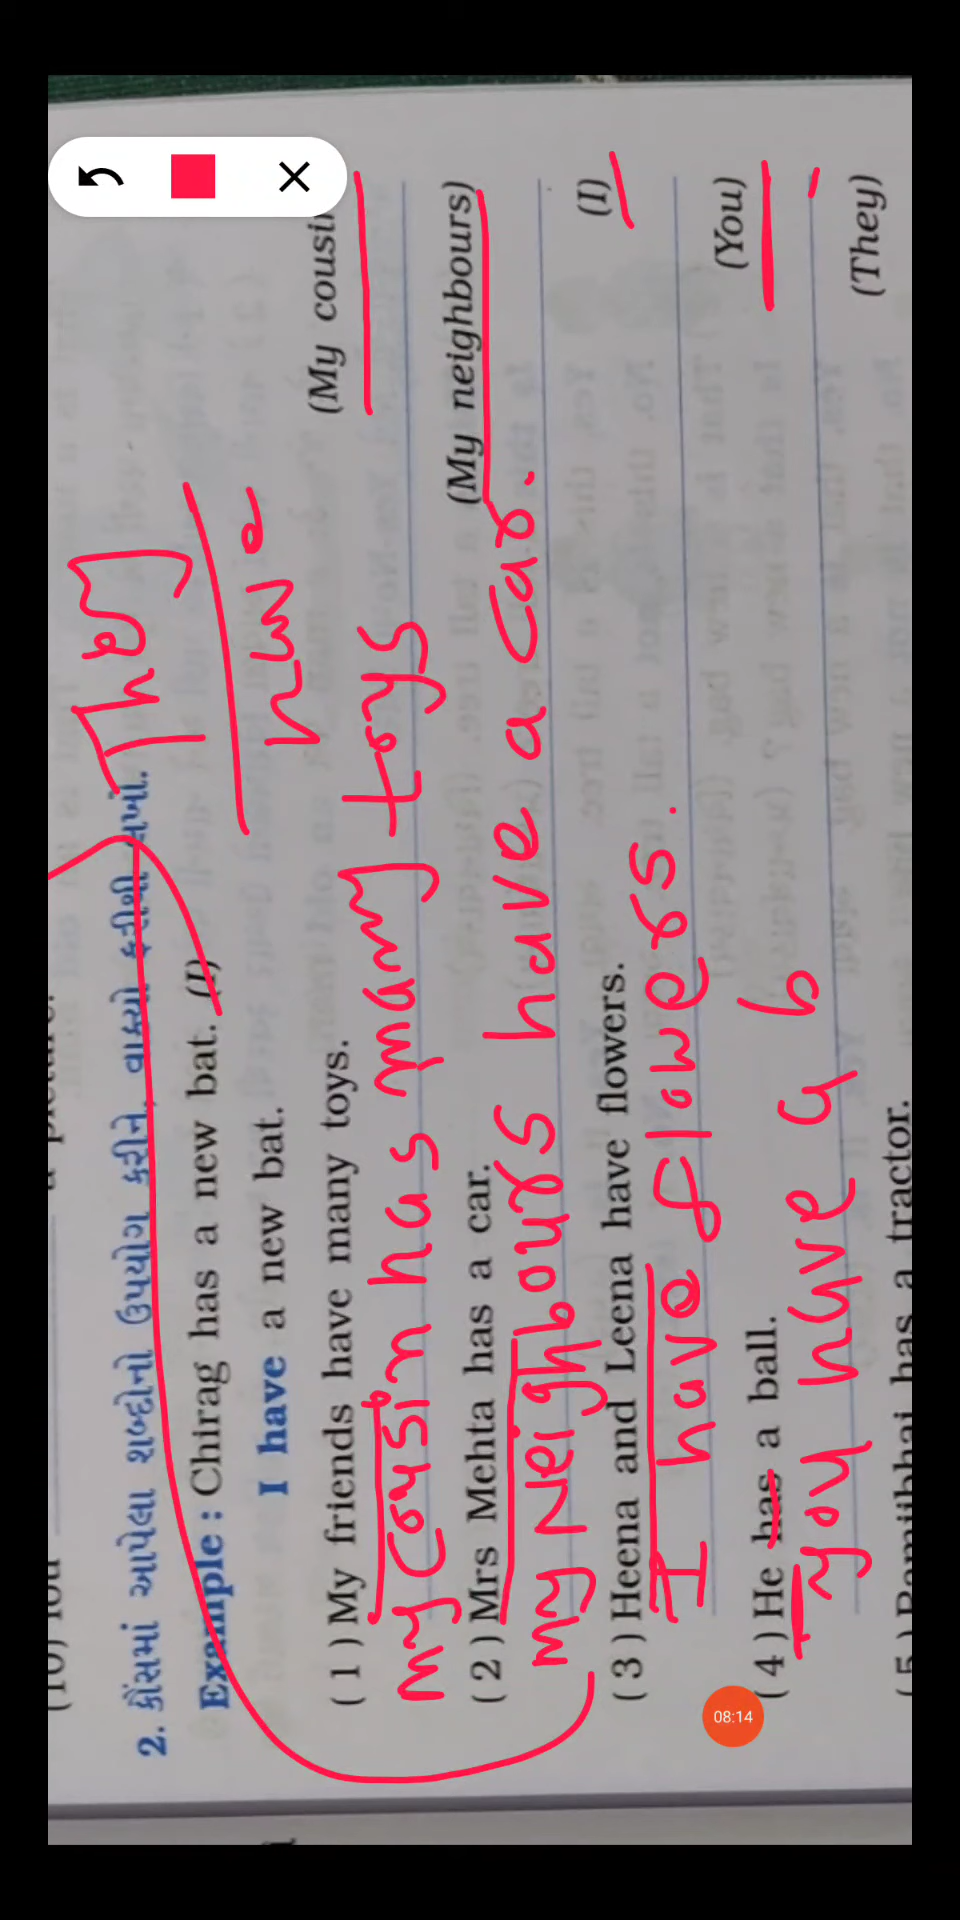 2. કૌંસમાં આપેલા શબ્દોનો ઉપયોગ કરીને, વાક્યો ફરીથી લખો.
They
Example : Chirag has a new bat. (I)
I have a new bat.
have
( 1 ) My friends have many toys. (My cousin
my cousin has many toys
( 2 ) Mrs Mehta has a car. (My neighbours)
my Neighbours have a car.
( 3 ) Heena and Leena have flowers. (I)
I have flowers.
( 4 ) He has a ball. (You)
you have a b
08:14
has a tractor. (They)